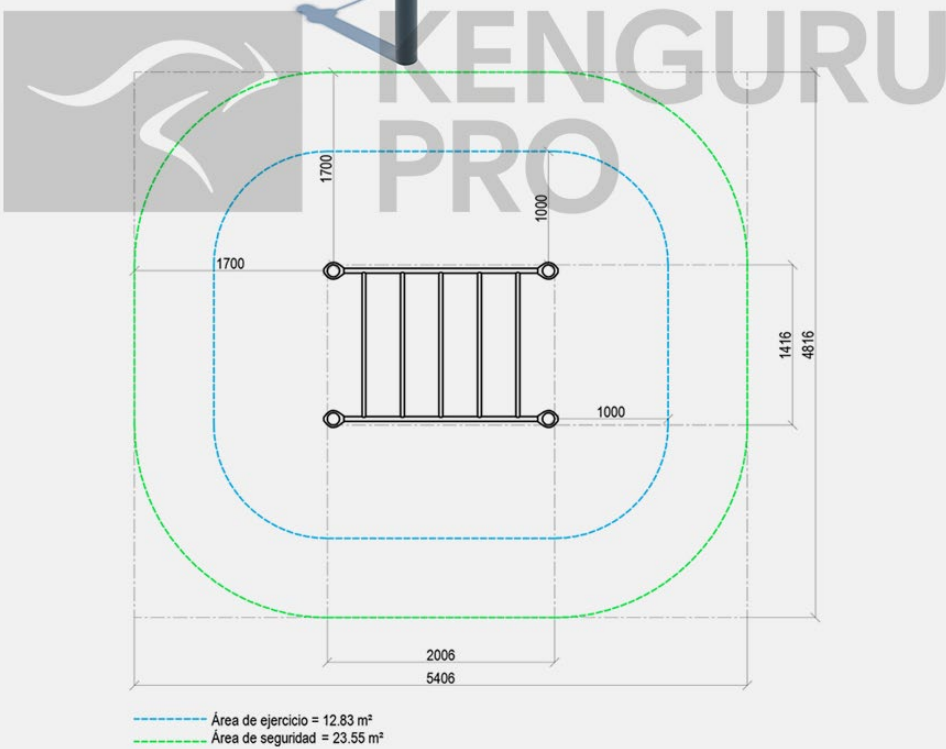 KENGURU
PRO
1700
1000
1700
1416
4816
1000
2006
5406
Área de ejercicio = 12.83 m²
Área de seguridad = 23.55 m²